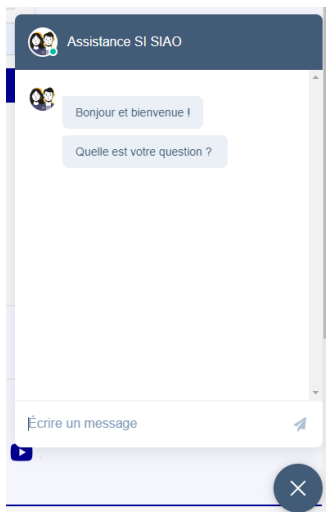 Assistance SI SIAO
Bonjour et bienvenue !
Quelle est votre question ?
Écrire un message